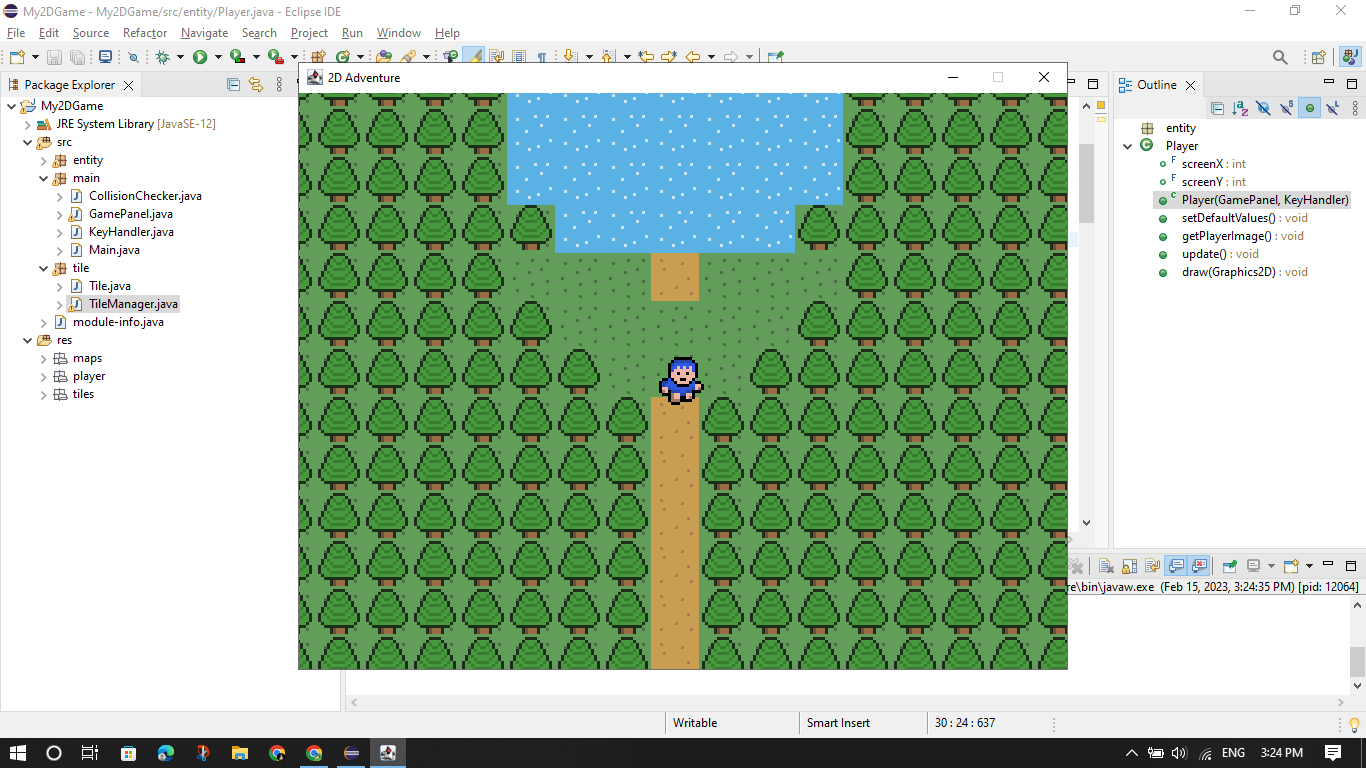 My2DGame/src/entity/Player.java - Eclipse IDE
File Edit Source Refactor Navigate Search Project Run Window Help
Package Explorer
My2DGame
JRE System Library [JavaSE-12]
src
entity
main
CollisionChecker.java
GamePanel.java
KeyHandler.java
Main.java
tile
Tile.java
TileManager.java
module-info.java
res
maps
player
tiles
2D Adventure
Outline
entity
Player
screenX : int
screenY : int
Player(GamePanel, KeyHandler)
setDefaultValues() : void
getPlayerImage() : void
update() : void
draw(Graphics2D) : void
re\bin\javaw.exe (Feb 15, 2023, 3:24:35 PM) [pid: 12064]
Writable Smart Insert 30 : 24 : 637
ENG 3:24 PM